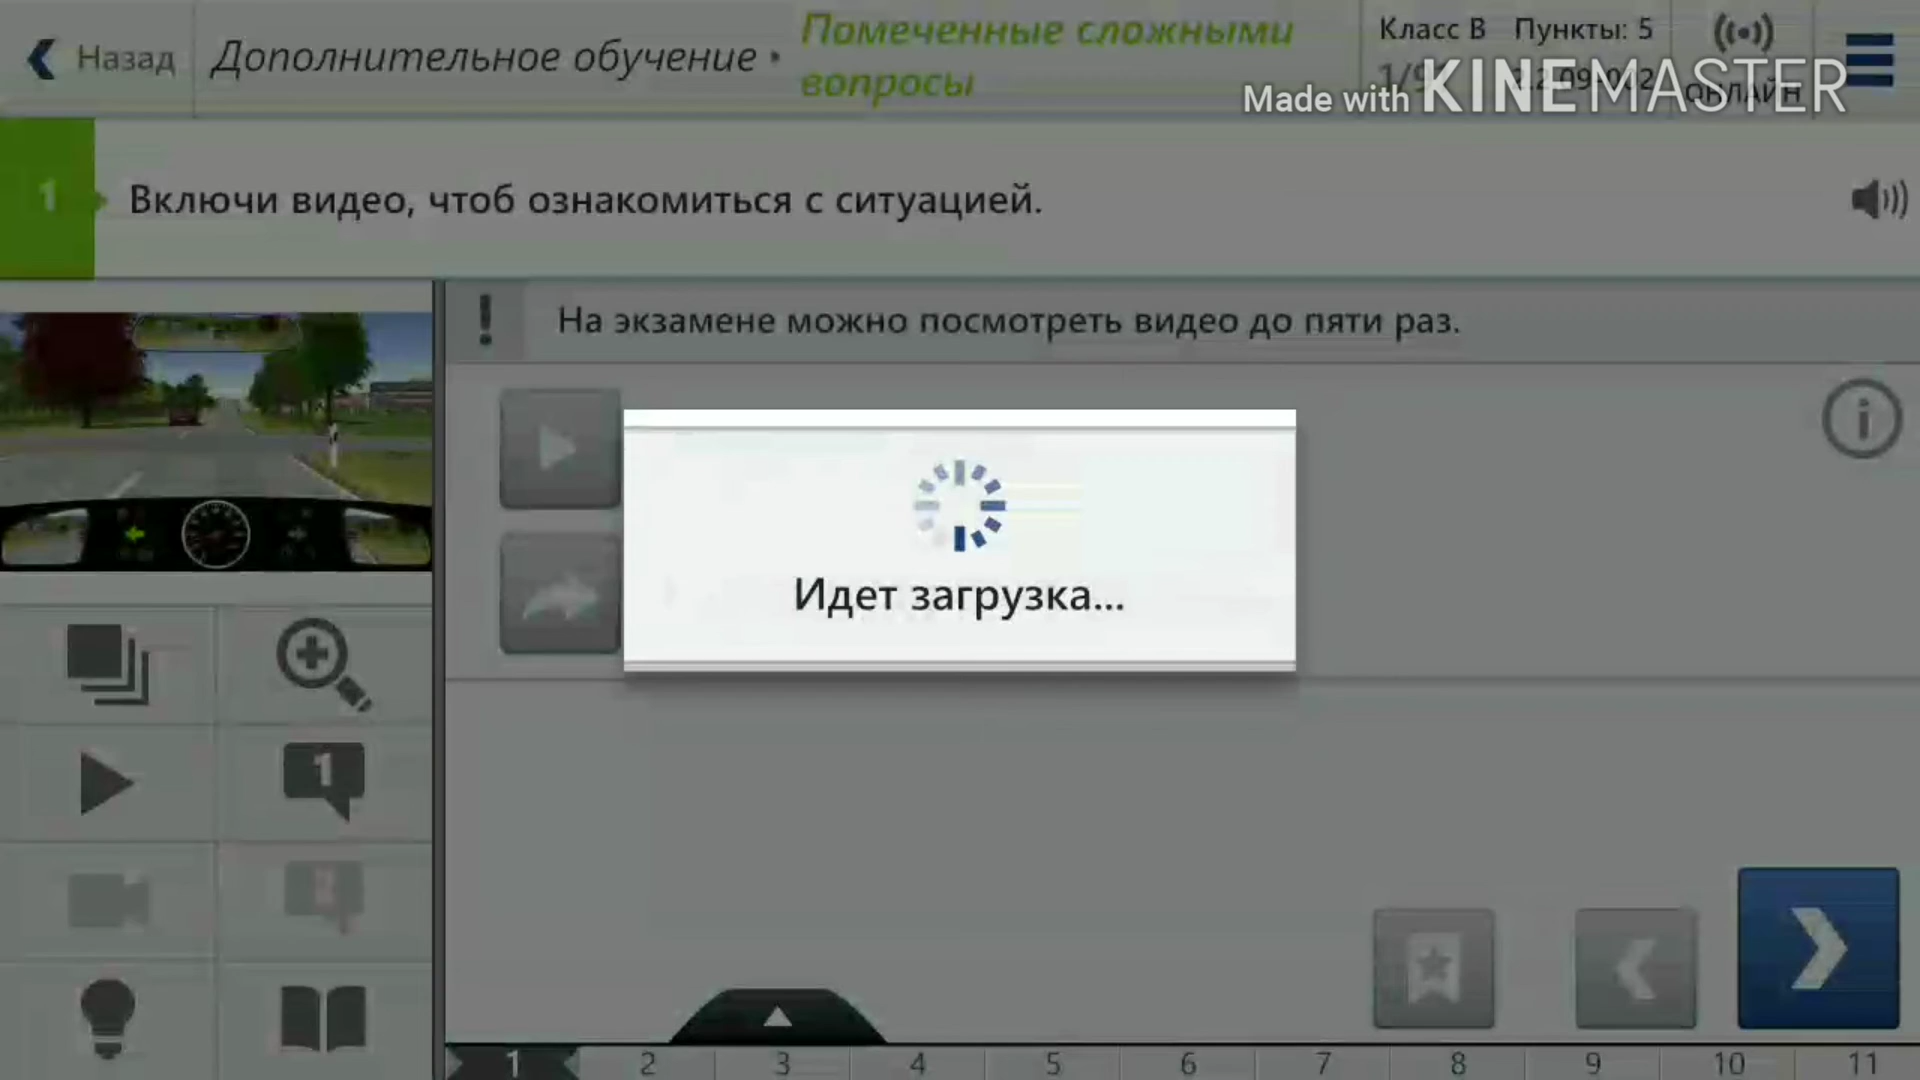 Назад
Дополнительное обучение •
Помеченные сложными
вопросы
Класс B Пункты: 5
Made with KINEMASTER
1
Включи видео, чтоб ознакомиться с ситуацией.
! На экзамене можно посмотреть видео до пяти раз.
i
Идет загрузка...
1
2
1 2 3 4 5 6 7 8 9 10 11